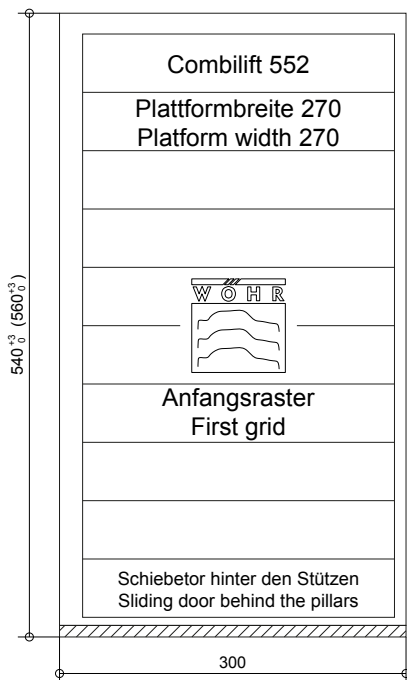 Combilift 552
Plattformbreite 270
Platform width 270
540 +3 0 (560 +3 0)
WOHR
Anfangsraster
First grid
Schiebetor hinter den Stützen
Sliding door behind the pillars
300